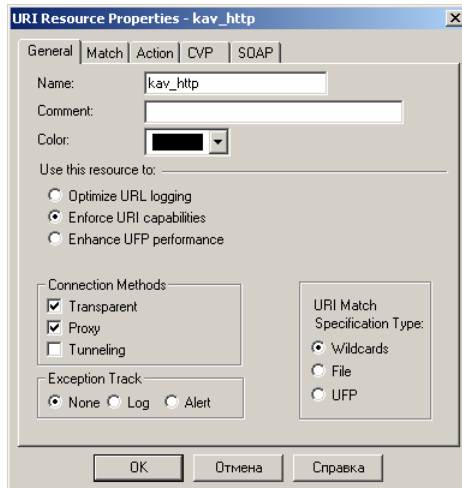 URI Resource Properties - kav_http
General Match Action CVP SOAP
Name: kav_http
Comment:
Color:
Use this resource to:
Optimize URL logging
Enforce URI capabilities
Enhance UFP performance
Connection Methods
Transparent
Proxy
Tunneling
Exception Track
None Log Alert
URI Match
Specification Type:
Wildcards
File
UFP
OK Отмена Справка